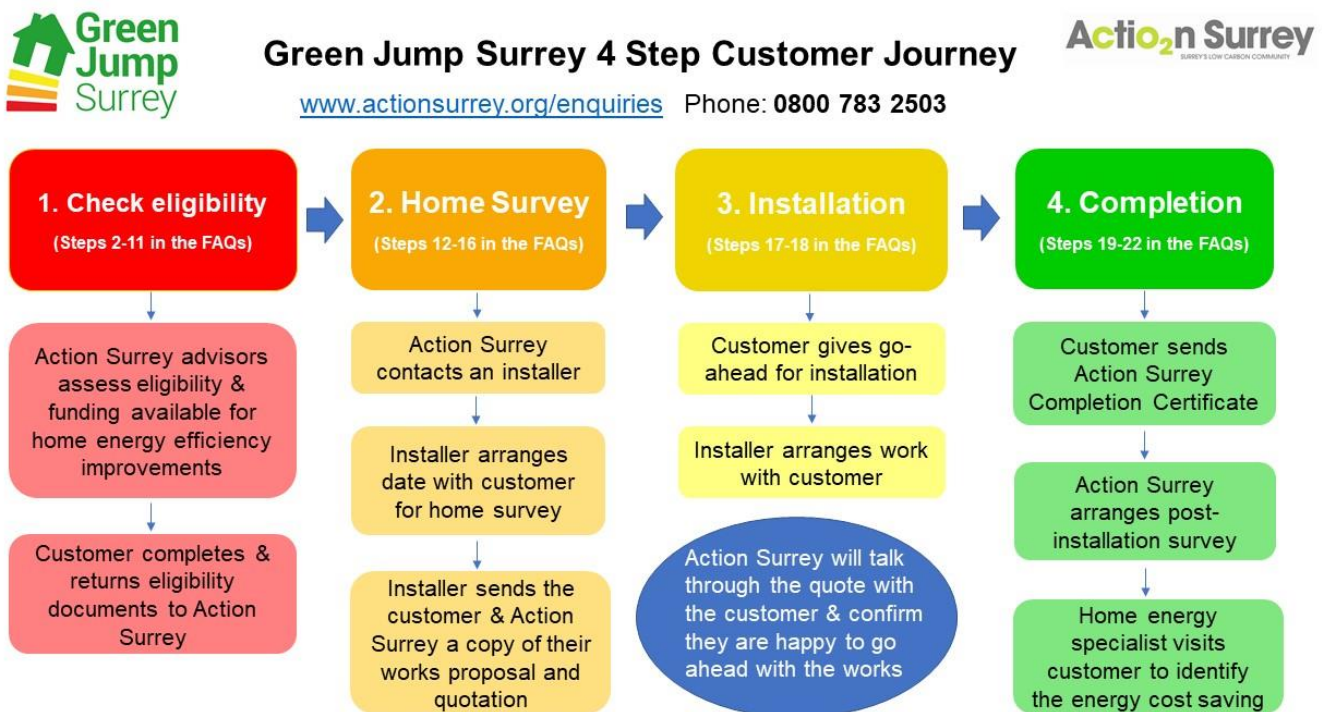 Green
Jump
Surrey
Green Jump Surrey 4 Step Customer Journey
www.actionsurrey.org/enquiries Phone: 0800 783 2503
Actio₂n Surrey
SURREY'S LOW CARBON COMMUNITY
1. Check eligibility
(Steps 2-11 in the FAQs)
Action Surrey advisors
assess eligibility &
funding available for
home energy efficiency
improvements
Customer completes &
returns eligibility
documents to Action
Surrey
2. Home Survey
(Steps 12-16 in the FAQs)
Action Surrey
contacts an installer
Installer arranges
date with customer
for home survey
Installer sends the
customer & Action
Surrey a copy of their
works proposal and
quotation
3. Installation
(Steps 17-18 in the FAQs)
Customer gives go-
ahead for installation
Installer arranges work
with customer
Action Surrey will talk
through the quote with
the customer & confirm
they are happy to go
ahead with the works
4. Completion
(Steps 19-22 in the FAQs)
Customer sends
Action Surrey
Completion Certificate
Action Surrey
arranges post-
installation survey
Home energy
specialist visits
customer to identify
the energy cost saving